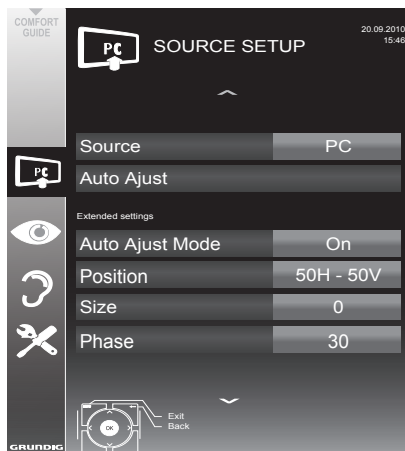 COMFORT
GUIDE
PC
SOURCE SETUP
20.09.2010
15:46
Source PC
PC
Auto Ajust
Extended settings
Auto Ajust Mode On
Position 50H - 50V
Size 0
Phase 30
Exit
Back
OK
GRUNDIG